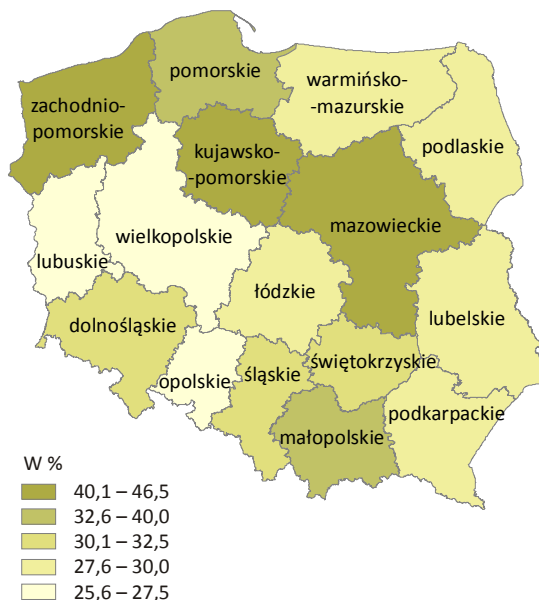 pomorskie
warmińsko-
-mazurskie
zachodnio-
pomorskie
podlaskie
kujawsko-
-pomorskie
mazowieckie
wielkopolskie
lubuskie
łódzkie
lubelskie
dolnośląskie
świętokrzyskie
opolskie
śląskie
podkarpackie
małopolskie
W %
40,1 – 46,5
32,6 – 40,0
30,1 – 32,5
27,6 – 30,0
25,6 – 27,5